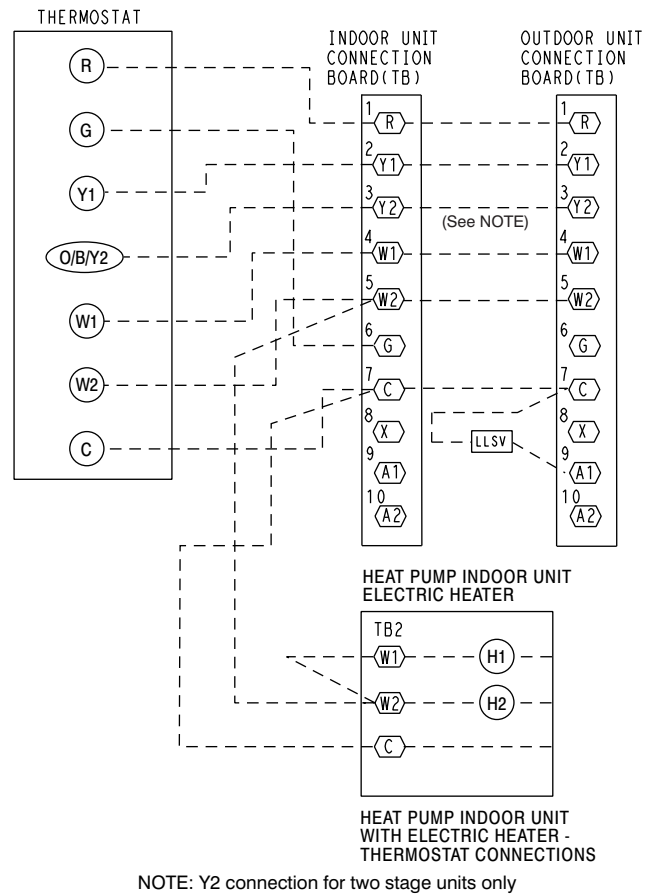 THERMOSTAT
R
G
Y1
O/B/Y2
W1
W2
C
INDOOR UNIT
CONNECTION
BOARD(TB)
1 R
2 Y1
3 Y2
4 W1
5 W2
6 G
7 C
8 X
9 A1
10 A2
(See NOTE)
LLSV
OUTDOOR UNIT
CONNECTION
BOARD(TB)
1 R
2 Y1
3 Y2
4 W1
5 W2
6 G
7 C
8 X
9 A1
10 A2
HEAT PUMP INDOOR UNIT
ELECTRIC HEATER
TB2
W1 H1
W2 H2
C
HEAT PUMP INDOOR UNIT
WITH ELECTRIC HEATER -
THERMOSTAT CONNECTIONS
NOTE: Y2 connection for two stage units only